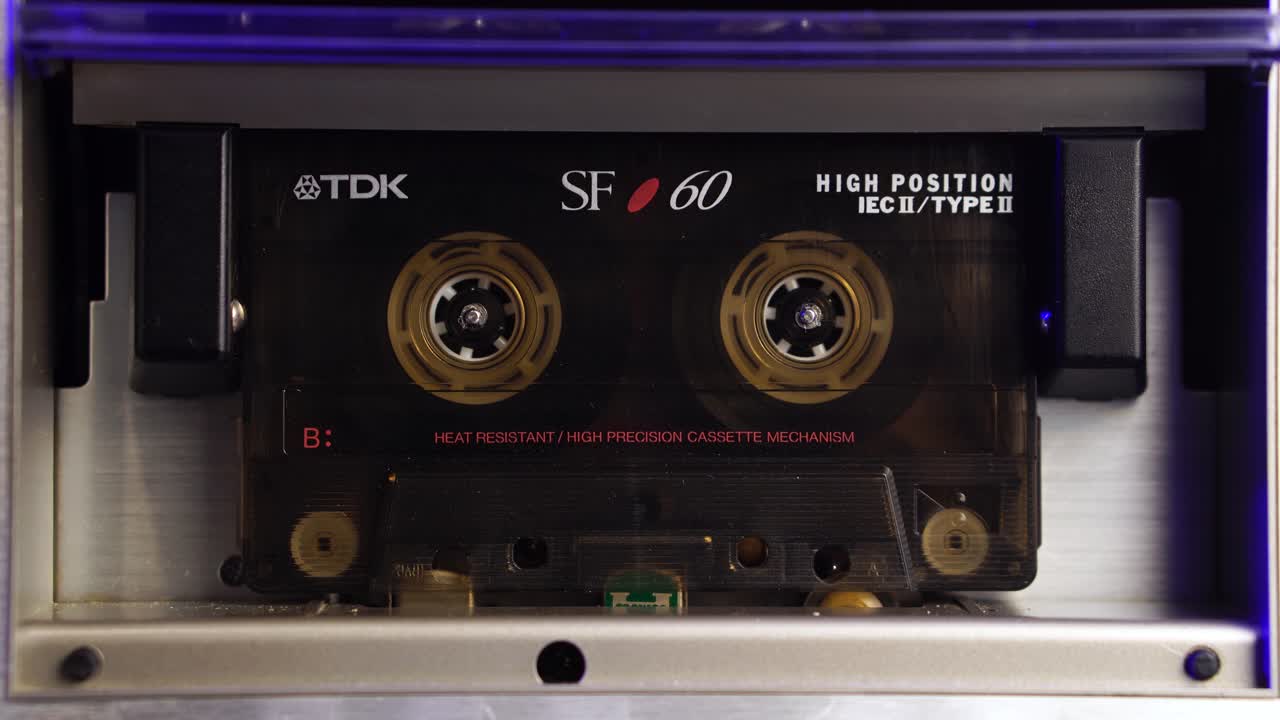 TDK
SF 60
HIGH POSITION
IEC II / TYPE II
B:
HEAT RESISTANT / HIGH PRECISION CASSETTE MECHANISM
A